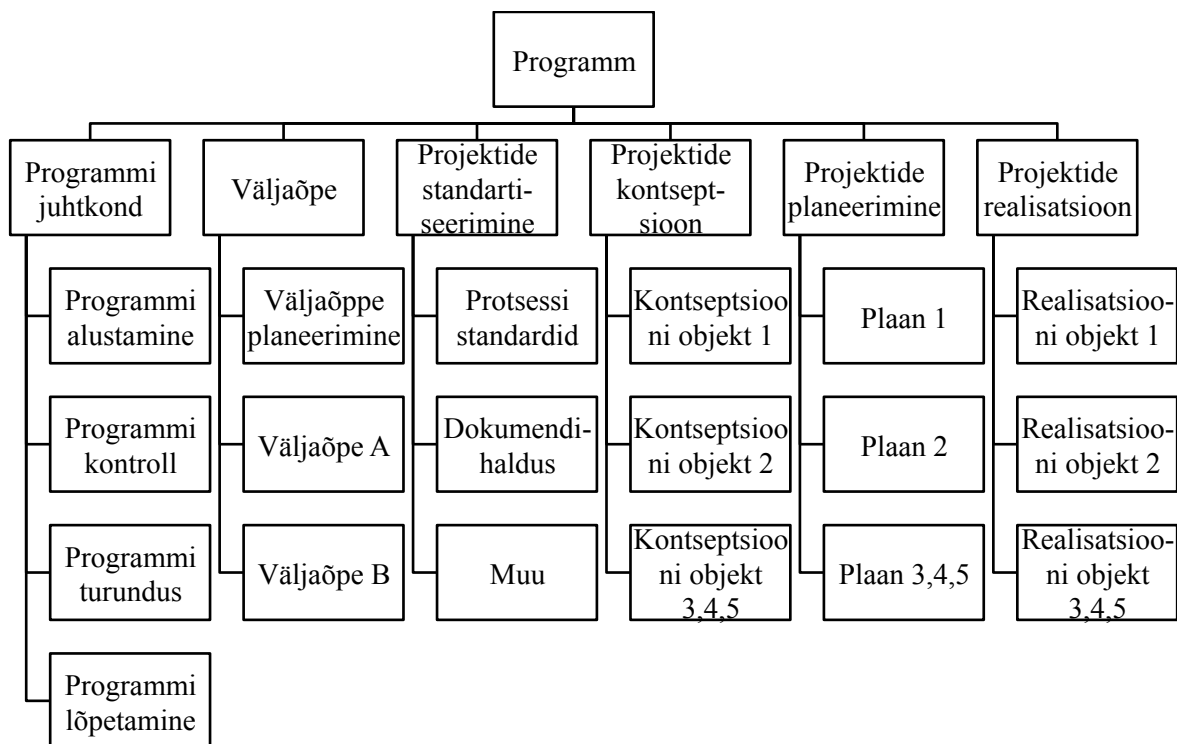 Programm
Programmi
juhtkond
Väljaõpe
Projektide
standarti-
seerimine
Projektide
kontsept-
sioon
Projektide
planeerimine
Projektide
realisatsioon
Programmi
alustamine
Väljaõppe
planeerimine
Protsessi
standardid
Kontseptsioo
ni objekt 1
Plaan 1
Realisatsioo-
ni objekt 1
Programmi
kontroll
Väljaõpe A
Dokumendi-
haldus
Kontseptsioo
ni objekt 2
Plaan 2
Realisatsioo-
ni objekt 2
Programmi
turundus
Väljaõpe B
Muu
Kontseptsioo
ni objekt
3,4,5
Plaan 3,4,5
Realisatsioo-
ni objekt
3,4,5
Programmi
lõpetamine